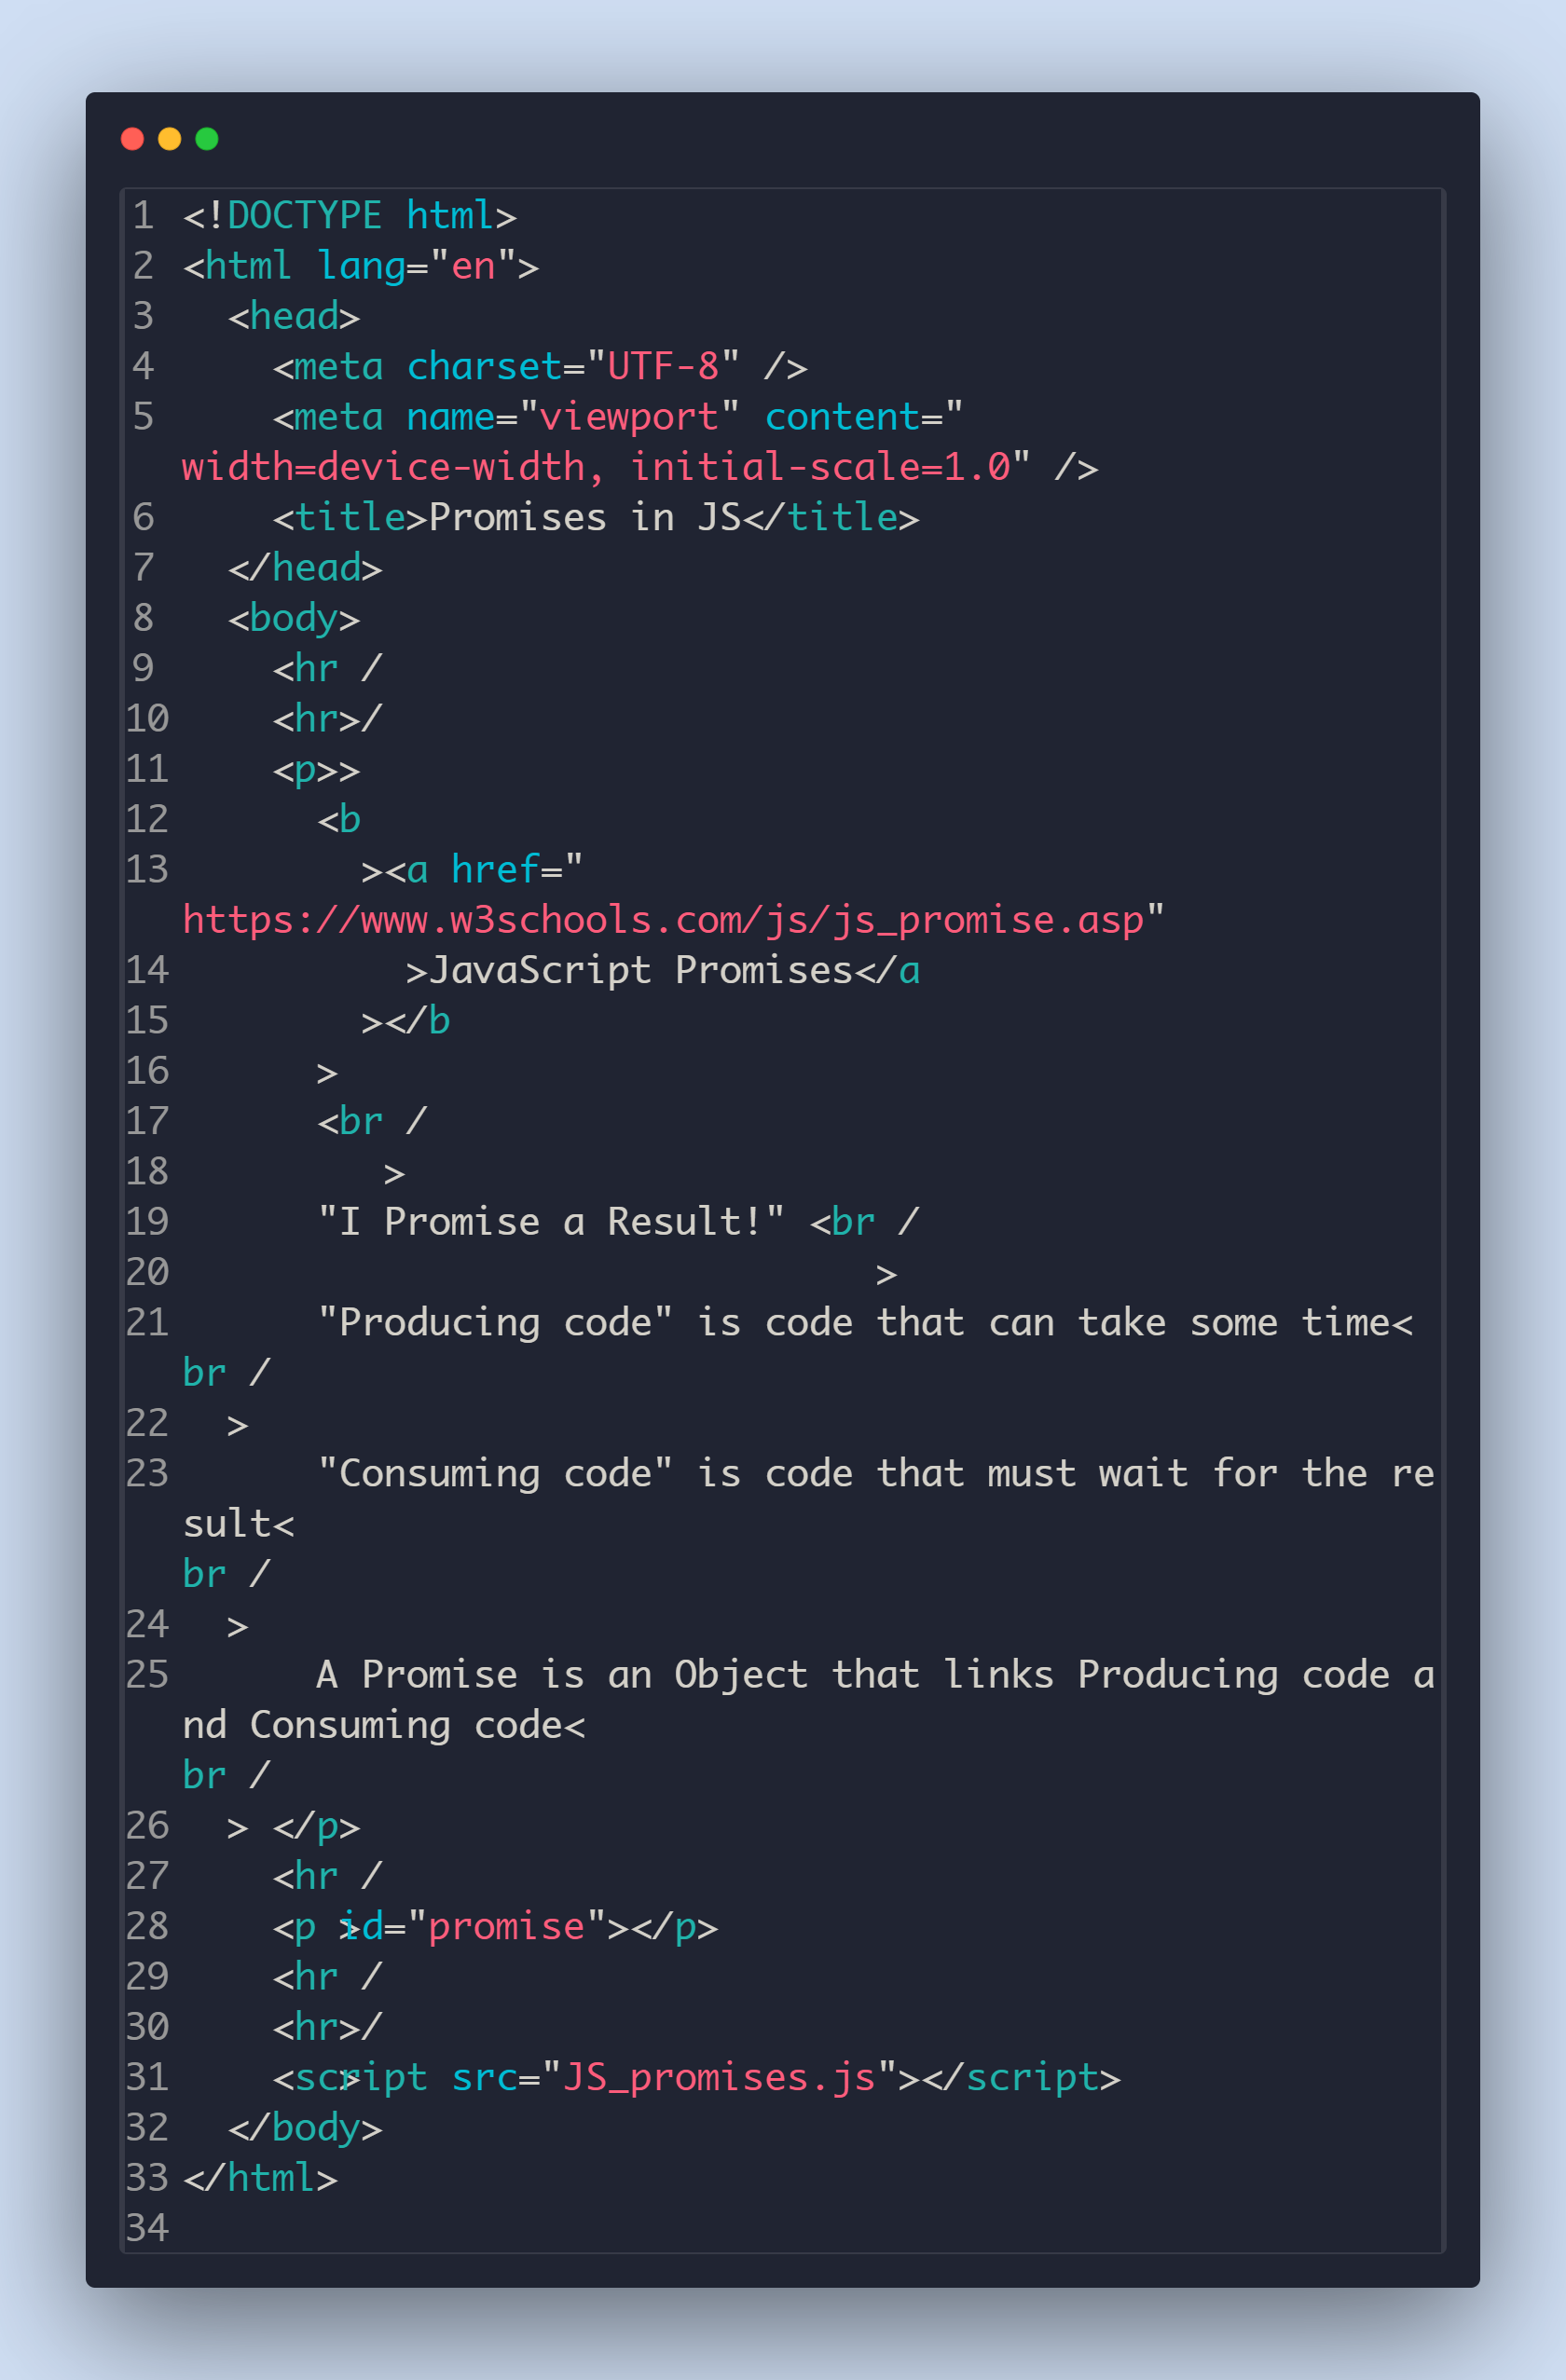 1 <!DOCTYPE html>
2 <html lang="en">
3   <head>
4     <meta charset="UTF-8" />
5     <meta name="viewport" content="
width=device-width, initial-scale=1.0" />
6     <title>Promises in JS</title>
7   </head>
8   <body>
9     <hr /
10     <hr>/
11     <p>>
12       <b
13         ><a href="
https://www.w3schools.com/js/js_promise.asp"
14           >JavaScript Promises</a
15         ></b
16       >
17       <br /
18          >
19       "I Promise a Result!" <br /
20                                >
21       "Producing code" is code that can take some time<
br /
22   >
23       "Consuming code" is code that must wait for the re
sult<
br /
24   >
25       A Promise is an Object that links Producing code a
nd Consuming code<
br /
26   > </p>
27     <hr /
28     <p >id="promise"></p>
29     <hr /
30     <hr>/
31     <script src="JS_promises.js"></script>
32   </body>
33 </html>
34